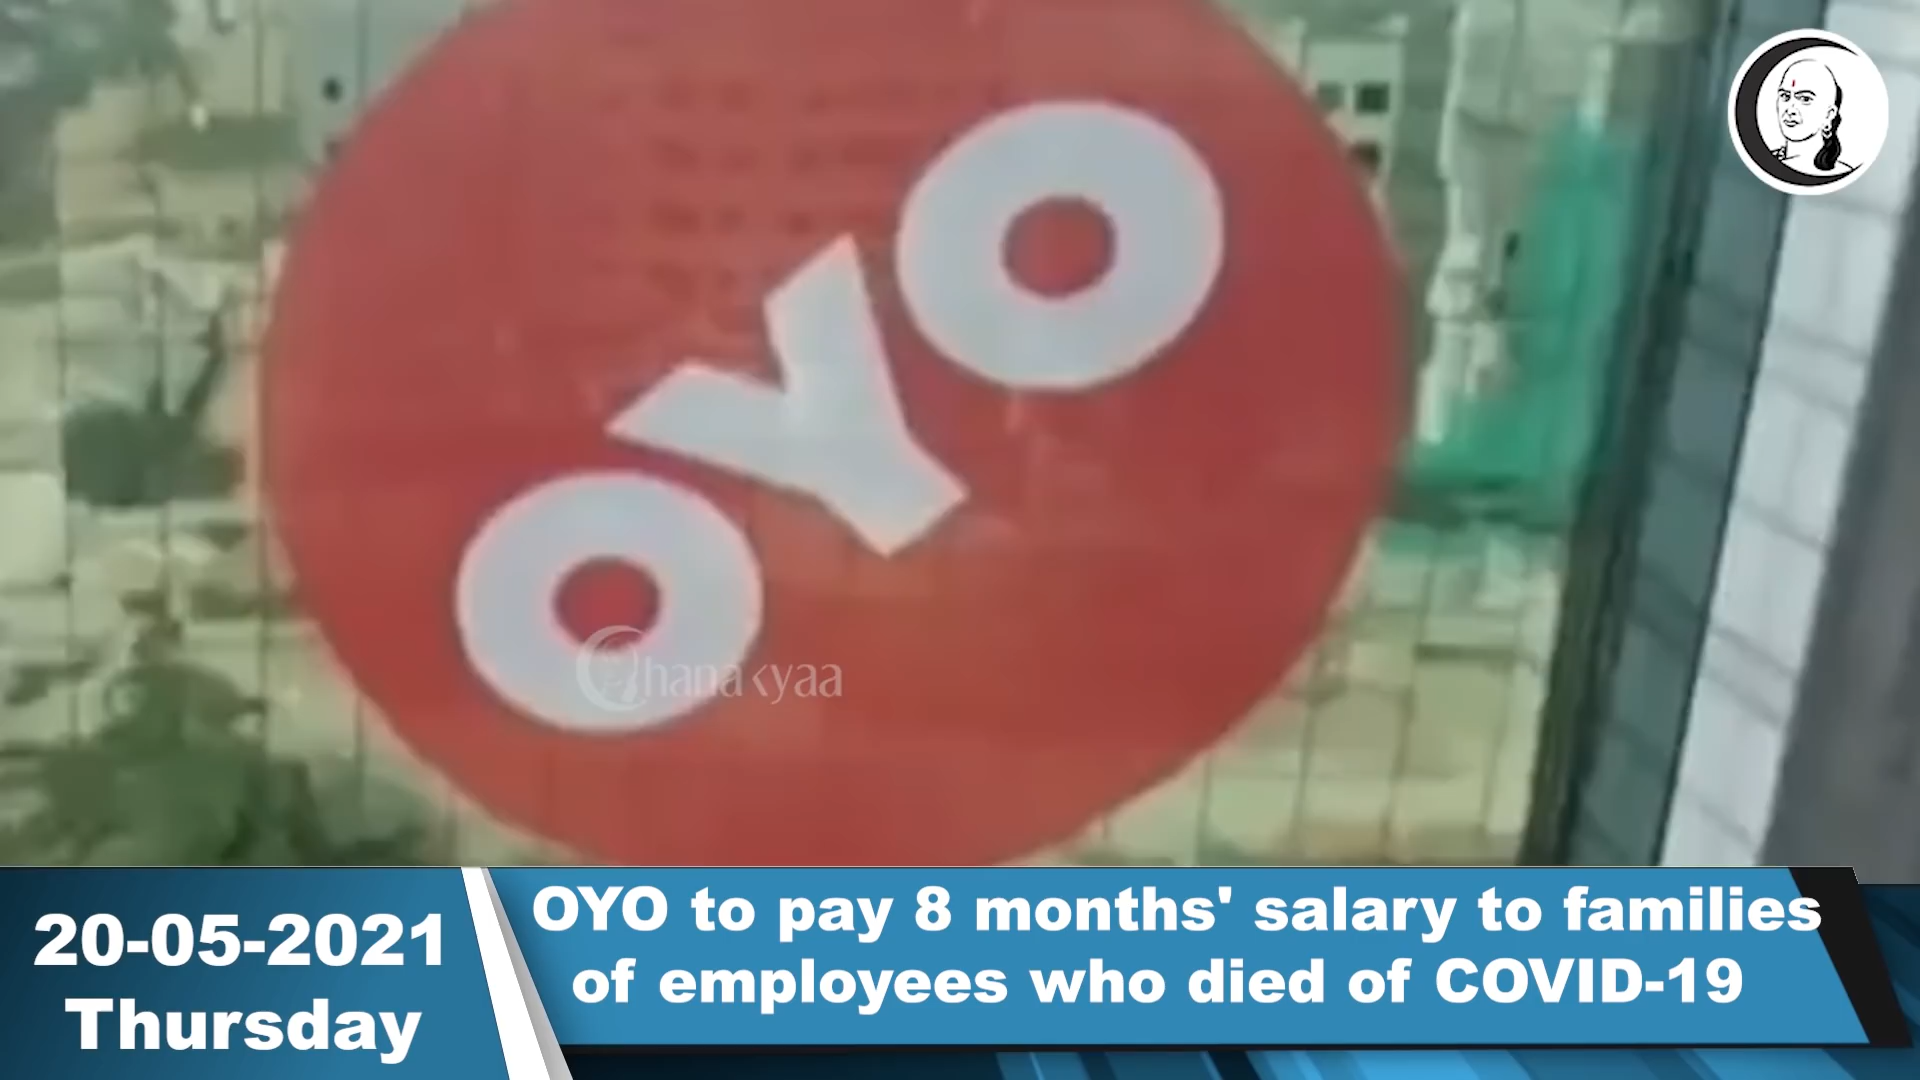 OYO
hanakyaa
20-05-2021
Thursday
OYO to pay 8 months' salary to families
of employees who died of COVID-19